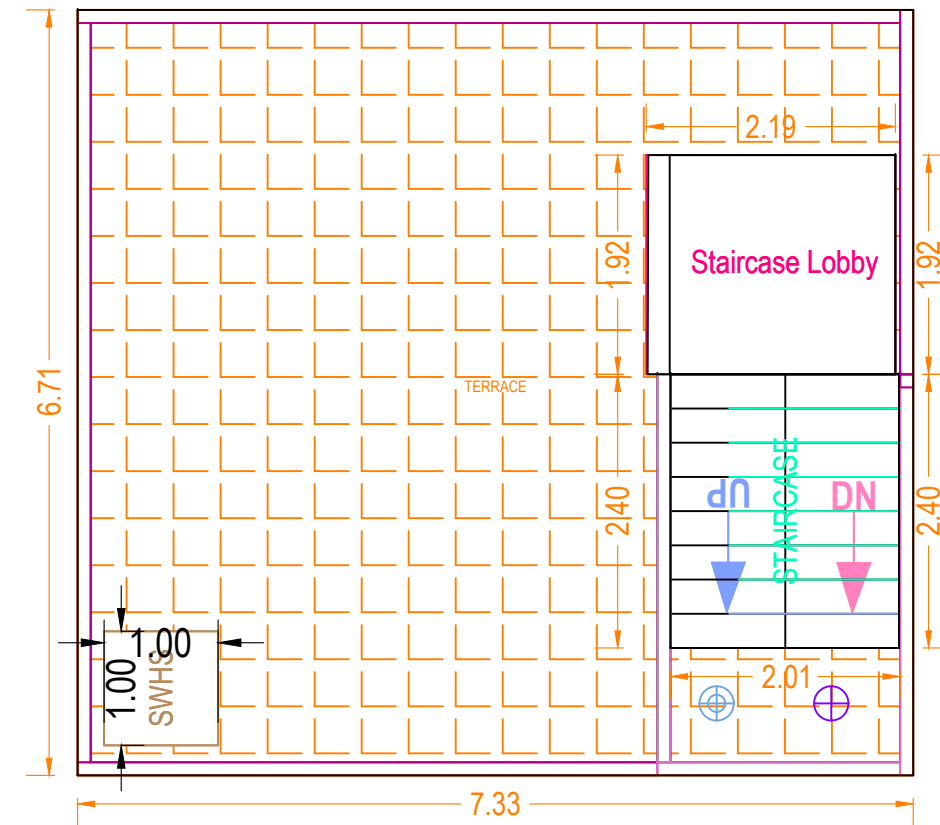 2.19
1.92
Staircase Lobby
1.92
6.71
TERRACE
2.40
STAIRCASE
UP
DN
2.40
1.00
1.00
SWHS
2.01
7.33